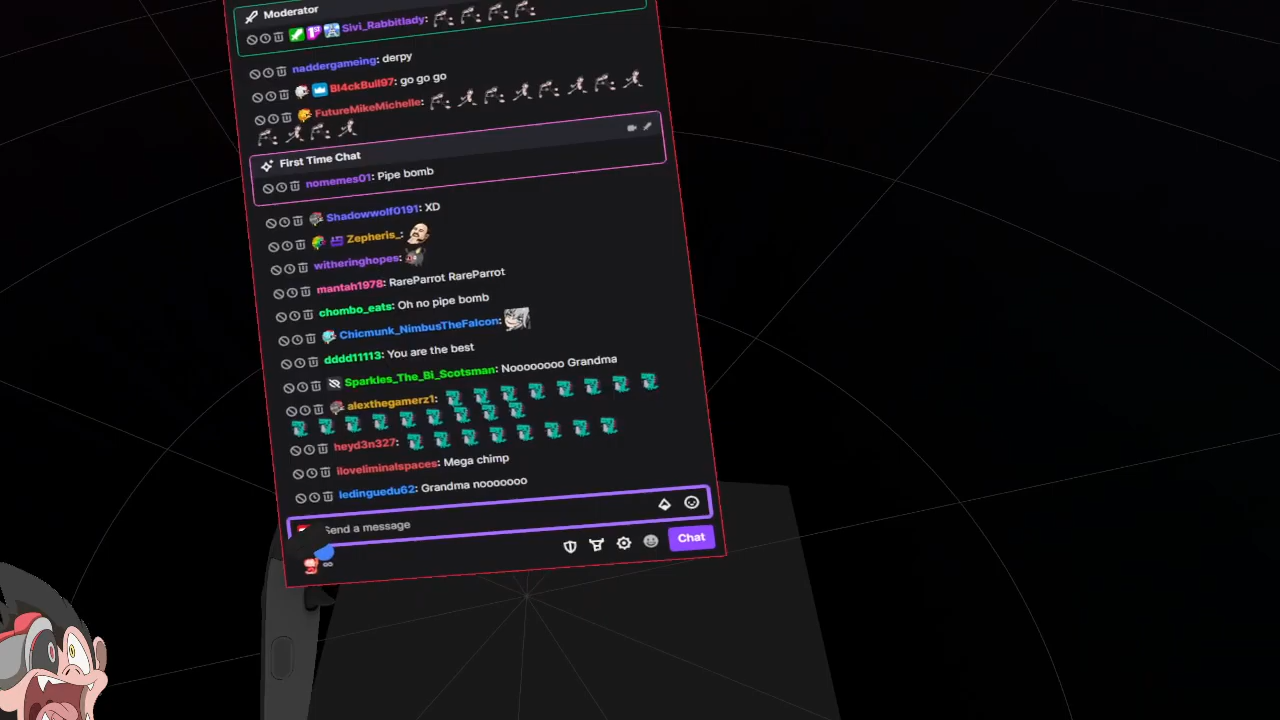 Moderator
Sivi_Rabbitlady:
naddergameing: derpy
Bl4ckBull97: go go go
FutureMikeMichelle:
First Time Chat
nomemes01: Pipe bomb
Shadowwolf0191: XD
Zepheris_:
witheringhopes:
mantah1978: RareParrot RareParrot
chombo_eats: Oh no pipe bomb
Chicmunk_NimbusTheFalcon:
dddd11113: You are the best
Sparkles_The_Bi_Scotsman: Noooooooo Grandma
alexthegamerz1:
heyd3n327:
iloveliminalspaces: Mega chimp
ledinguedu62: Grandma nooooooo
Send a message
Chat
∞